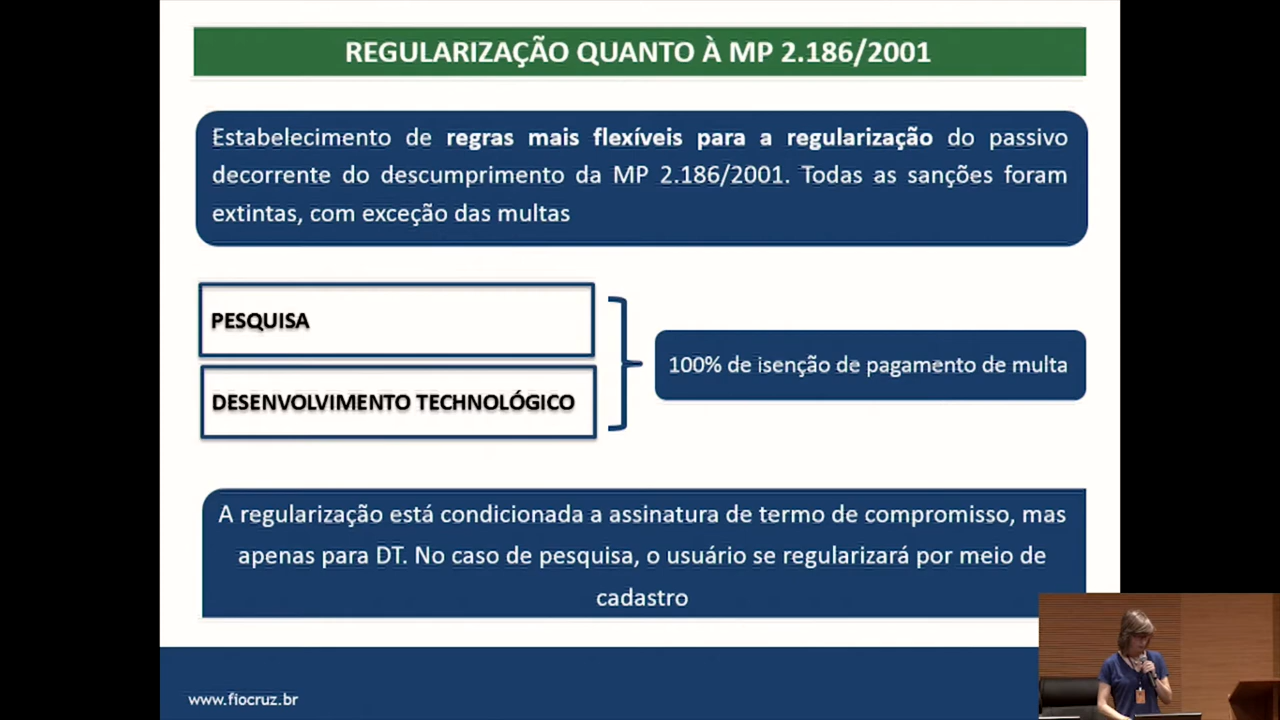 REGULARIZAÇÃO QUANTO À MP 2.186/2001
Estabelecimento de regras mais flexíveis para a regularização do passivo
decorrente do descumprimento da MP 2.186/2001. Todas as sanções foram
extintas, com exceção das multas
PESQUISA
DESENVOLVIMENTO TECHNOLÓGICO
100% de isenção de pagamento de multa
A regularização está condicionada a assinatura de termo de compromisso, mas
apenas para DT. No caso de pesquisa, o usuário se regularizará por meio de
cadastro
www.fiocruz.br